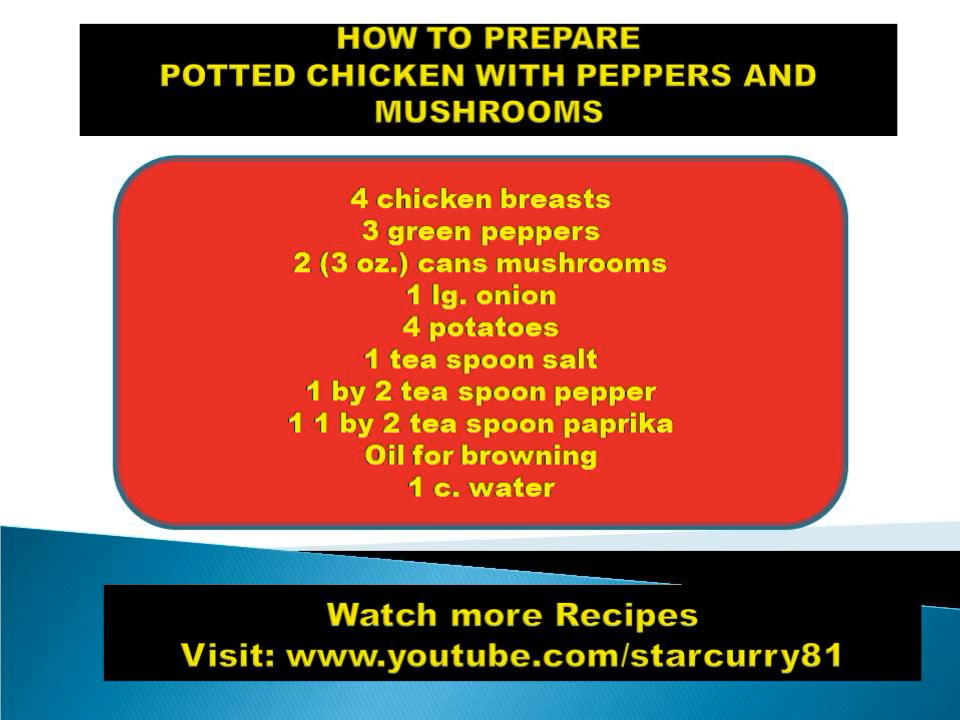 HOW TO PREPARE
POTTED CHICKEN WITH PEPPERS AND
MUSHROOMS
4 chicken breasts
3 green peppers
2 (3 oz.) cans mushrooms
1 lg. onion
4 potatoes
1 tea spoon salt
1 by 2 tea spoon pepper
1 1 by 2 tea spoon paprika
Oil for browning
1 c. water
Watch more Recipes
Visit: www.youtube.com/starcurry81